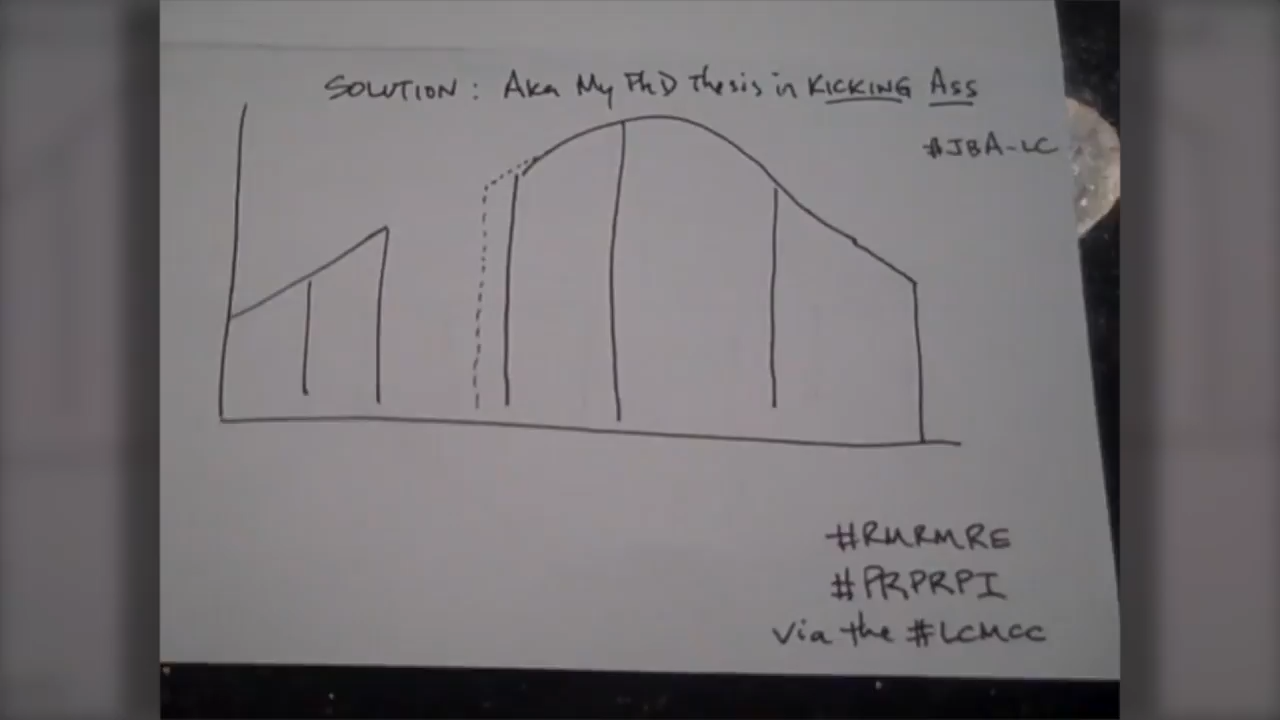 SOLUTION: AKA My PhD Thesis in KICKING ASS
#JBA-LC
#RMRMRE
#PRPRPI
Via the #LCMCC